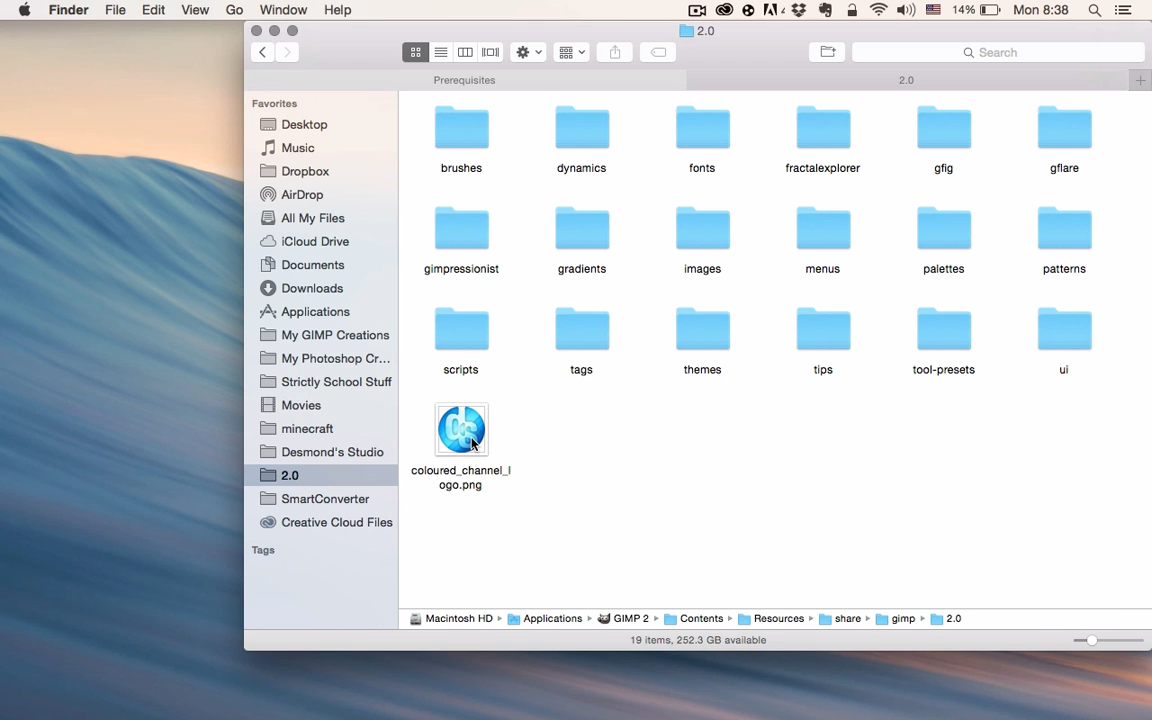 Finder File Edit View Go Window Help 4 14% Mon 8:38
2.0
Search
Prerequisites 2.0
Favorites
Desktop
Music
Dropbox
AirDrop
All My Files
iCloud Drive
Documents
Downloads
Applications
My GIMP Creations
My Photoshop Cr...
Strictly School Stuff
Movies
minecraft
Desmond's Studio
2.0
SmartConverter
Creative Cloud Files
Tags
brushes dynamics fonts fractalexplorer gfig gflare
gimpressionist gradients images menus palettes patterns
scripts tags themes tips tool-presets ui
coloured_channel_l
ogo.png
Macintosh HD Applications GIMP 2 Contents Resources share gimp 2.0
19 items, 252.3 GB available